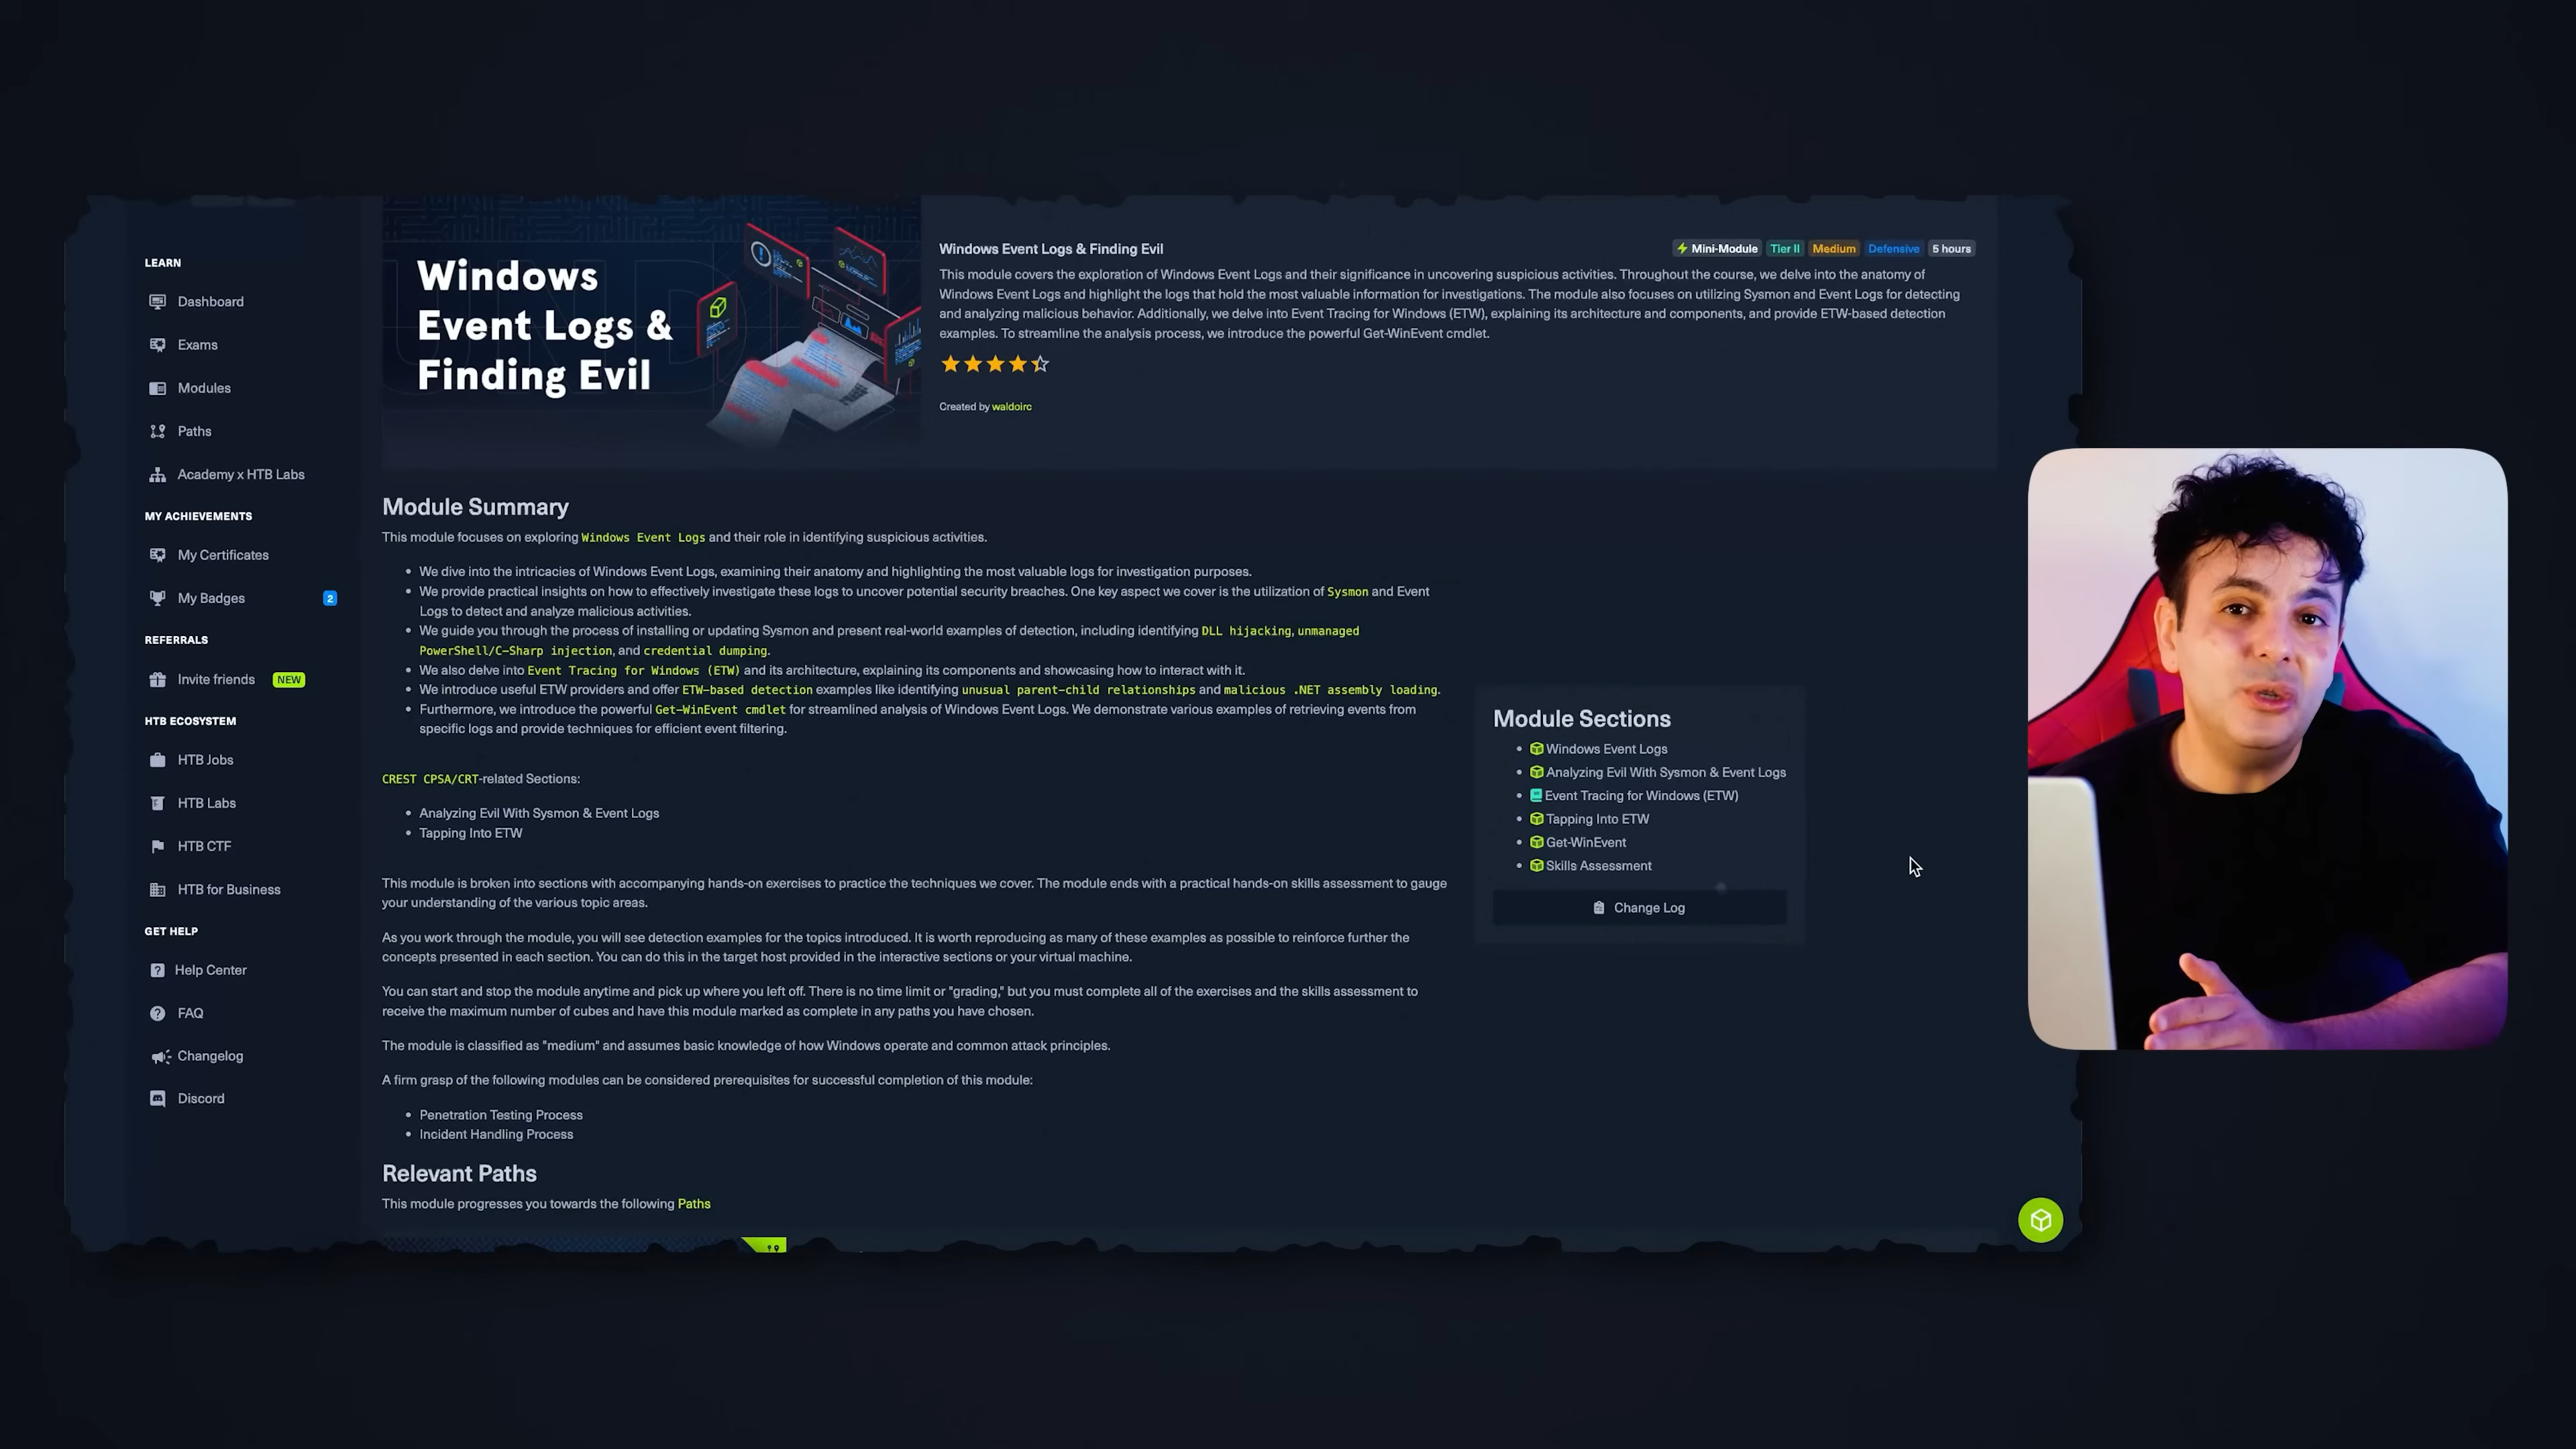 LEARN
Dashboard
Exams
Modules
Paths
Academy x HTB Labs
MY ACHIEVEMENTS
My Certificates
My Badges 2
REFERRALS
Invite friends NEW
HTB ECOSYSTEM
HTB Jobs
HTB Labs
HTB CTF
HTB for Business
GET HELP
Help Center
FAQ
Changelog
Discord
Windows
Event Logs &
Finding Evil
Windows Event Logs & Finding Evil
Mini-Module Tier II Medium Defensive 5 hours
This module covers the exploration of Windows Event Logs and their significance in uncovering suspicious activities. Throughout the course, we delve into the anatomy of
Windows Event Logs and highlight the logs that hold the most valuable information for investigations. The module also focuses on utilizing Sysmon and Event Logs for detecting
and analyzing malicious behavior. Additionally, we delve into Event Tracing for Windows (ETW), explaining its architecture and components, and provide ETW-based detection
examples. To streamline the analysis process, we introduce the powerful Get-WinEvent cmdlet.
Created by waldoirc
Module Summary
This module focuses on exploring Windows Event Logs and their role in identifying suspicious activities.
• We dive into the intricacies of Windows Event Logs, examining their anatomy and highlighting the most valuable logs for investigation purposes.
• We provide practical insights on how to effectively investigate these logs to uncover potential security breaches. One key aspect we cover is the utilization of Sysmon and Event
Logs to detect and analyze malicious activities.
• We guide you through the process of installing or updating Sysmon and present real-world examples of detection, including identifying DLL hijacking, unmanaged
PowerShell/C-Sharp injection, and credential dumping.
• We also delve into Event Tracing for Windows (ETW) and its architecture, explaining its components and showcasing how to interact with it.
• We introduce useful ETW providers and offer ETW-based detection examples like identifying unusual parent-child relationships and malicious .NET assembly loading.
• Furthermore, we introduce the powerful Get-WinEvent cmdlet for streamlined analysis of Windows Event Logs. We demonstrate various examples of retrieving events from
specific logs and provide techniques for efficient event filtering.
CREST CPSA/CRT-related Sections:
• Analyzing Evil With Sysmon & Event Logs
• Tapping Into ETW
This module is broken into sections with accompanying hands-on exercises to practice the techniques we cover. The module ends with a practical hands-on skills assessment to gauge
your understanding of the various topic areas.
As you work through the module, you will see detection examples for the topics introduced. It is worth reproducing as many of these examples as possible to reinforce further the
concepts presented in each section. You can do this in the target host provided in the interactive sections or your virtual machine.
You can start and stop the module anytime and pick up where you left off. There is no time limit or "grading," but you must complete all of the exercises and the skills assessment to
receive the maximum number of cubes and have this module marked as complete in any paths you have chosen.
The module is classified as "medium" and assumes basic knowledge of how Windows operate and common attack principles.
A firm grasp of the following modules can be considered prerequisites for successful completion of this module:
• Penetration Testing Process
• Incident Handling Process
Relevant Paths
This module progresses you towards the following Paths
Module Sections
• Windows Event Logs
• Analyzing Evil With Sysmon & Event Logs
• Event Tracing for Windows (ETW)
• Tapping Into ETW
• Get-WinEvent
• Skills Assessment
Change Log